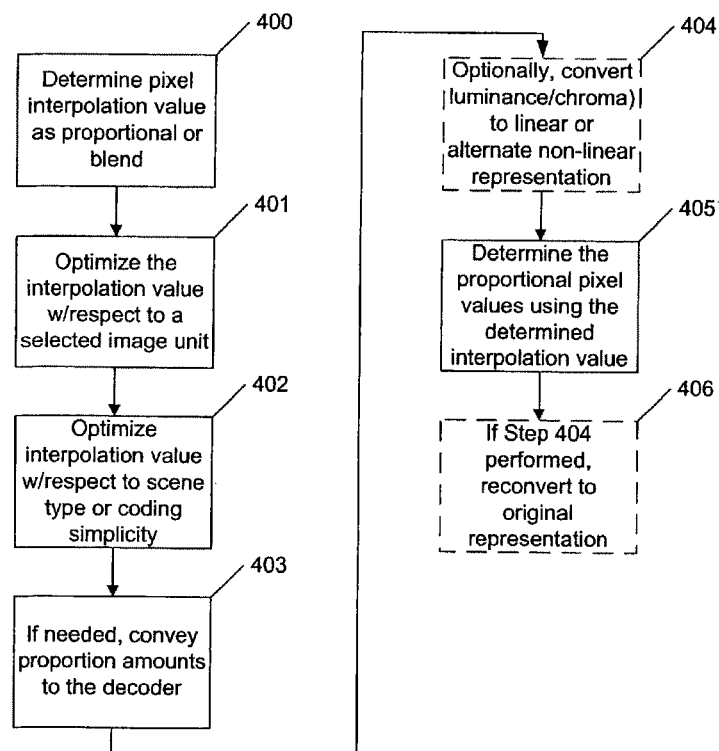 400
Determine pixel
interpolation value
as proportional or
blend
401
Optimize the
interpolation value
w/respect to a
selected image unit
402
Optimize
interpolation value
w/respect to scene
type or coding
simplicity
403
If needed, convey
proportion amounts
to the decoder
404
Optionally, convert
luminance/chroma)
to linear or
alternate non-linear
representation
405
Determine the
proportional pixel
values using the
determined
interpolation value
406
If Step 404
performed,
reconvert to
original
representation